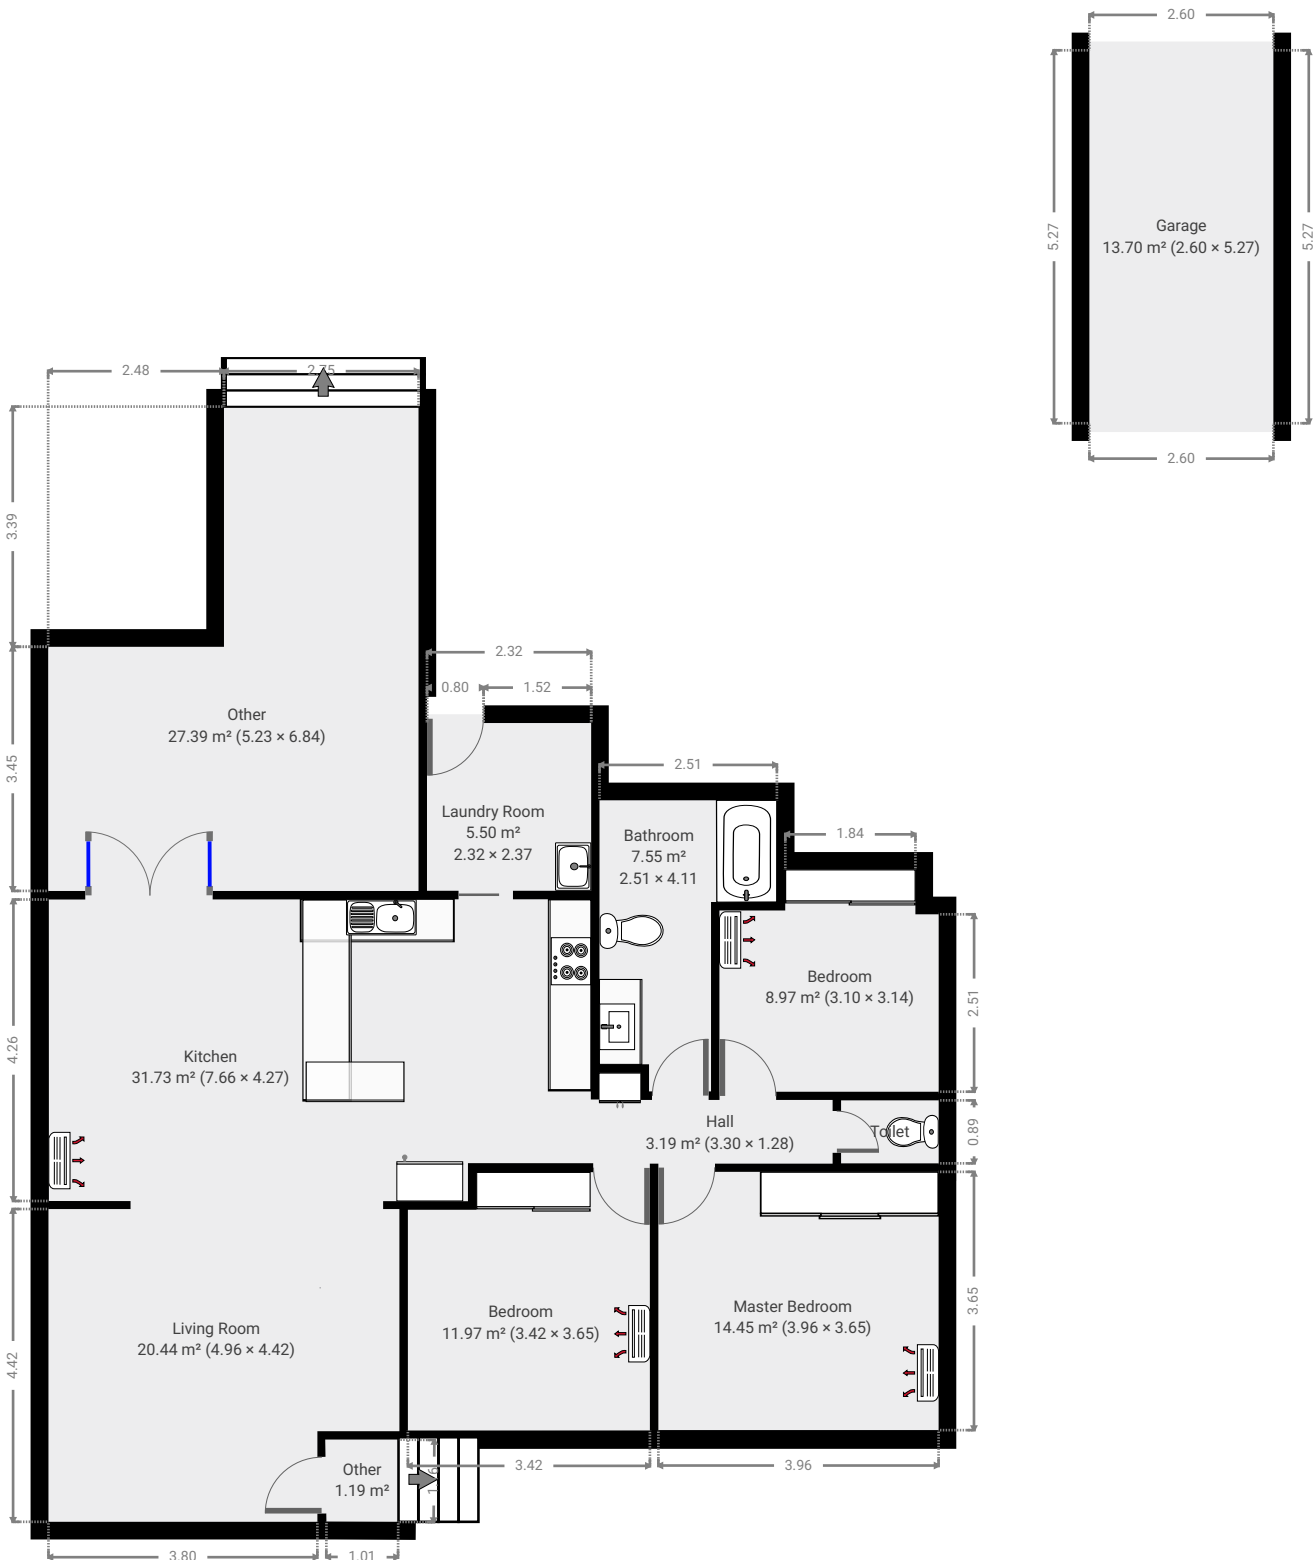 2.60
5.27
5.27
Garage
13.70 m² (2.60 × 5.27)
2.60
2.48
2.75
3.39
2.32
0.80
1.52
Other
27.39 m² (5.23 × 6.84)
3.45
2.51
Laundry Room
5.50 m²
2.32 × 2.37
Bathroom
7.55 m²
2.51 × 4.11
1.84
Bedroom
8.97 m² (3.10 × 3.14)
2.51
4.26
Kitchen
31.73 m² (7.66 × 4.27)
Hall
3.19 m² (3.30 × 1.28)
Toilet
0.89
3.65
Bedroom
11.97 m² (3.42 × 3.65)
Master Bedroom
14.45 m² (3.96 × 3.65)
Living Room
20.44 m² (4.96 × 4.42)
4.42
3.42
3.96
Other
1.19 m²
3.80
1.01